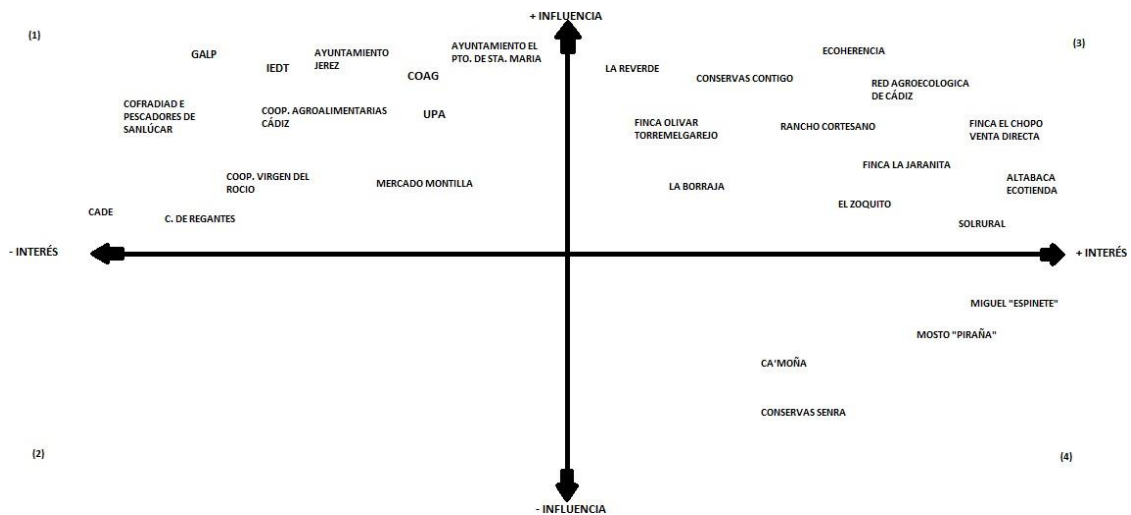 + INFLUENCIA
(1)
(3)
GALP
IEDT
AYUNTAMIENTO
JEREZ
AYUNTAMIENTO EL
PTO. DE STA. MARIA
COAG
COFRADIAD E
PESCADORES DE
SANLÚCAR
COOP. AGROALIMENTARIAS
CÁDIZ
UPA
COOP. VIRGEN DEL
ROCIO
MERCADO MONTILLA
CADE
C. DE REGANTES
ECOHERENCIA
LA REVERDE
CONSERVAS CONTIGO
RED AGROECOLOGICA
DE CÁDIZ
FINCA OLIVAR
TORREMELGAREJO
RANCHO CORTESANO
FINCA EL CHOPO
VENTA DIRECTA
FINCA LA JARANITA
LA BORRAJA
ALTABACA
ECOTIENDA
EL ZOQUITO
SOLRURAL
- INTERÉS
+ INTERÉS
MIGUEL "ESPINETE"
MOSTO "PIRAÑA"
CA'MOÑA
CONSERVAS SENRA
(2)
(4)
- INFLUENCIA